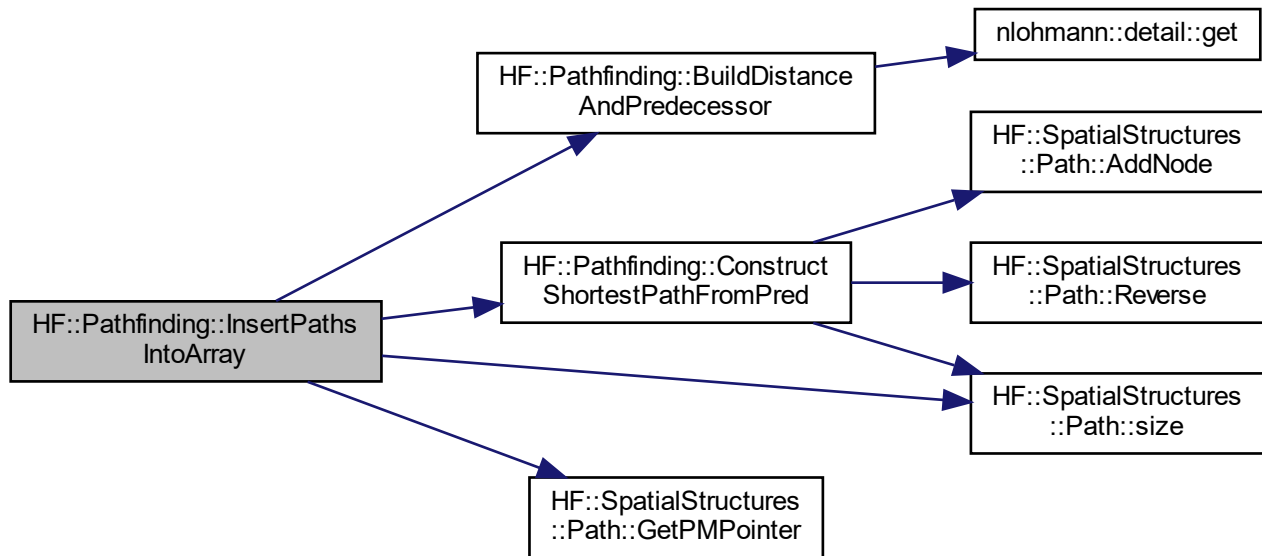 nlohmann::detail::get
HF::Pathfinding::BuildDistance
AndPredecessor
HF::SpatialStructures
::Path::AddNode
HF::Pathfinding::Construct
ShortestPathFromPred
HF::SpatialStructures
::Path::Reverse
HF::Pathfinding::InsertPaths
IntoArray
HF::SpatialStructures
::Path::size
HF::SpatialStructures
::Path::GetPMPointer